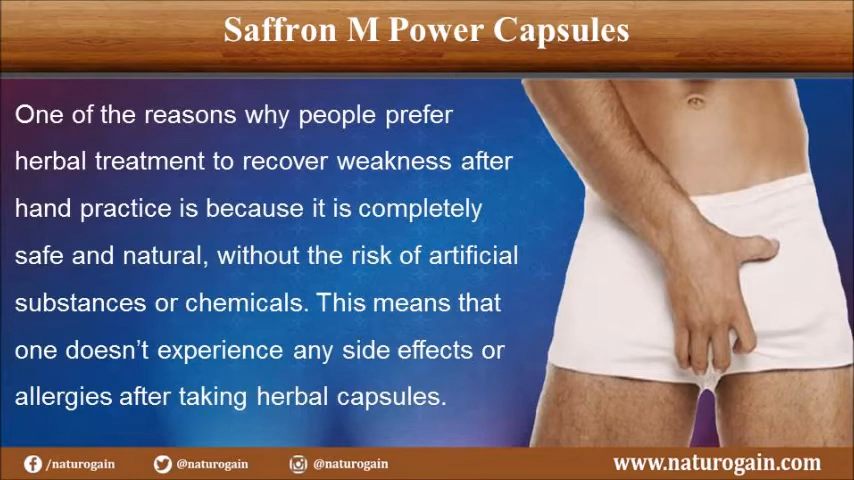 Saffron M Power Capsules
One of the reasons why people prefer
herbal treatment to recover weakness after
hand practice is because it is completely
safe and natural, without the risk of artificial
substances or chemicals. This means that
one doesn’t experience any side effects or
allergies after taking herbal capsules.
/naturogain @naturogain @naturogain www.naturogain.com